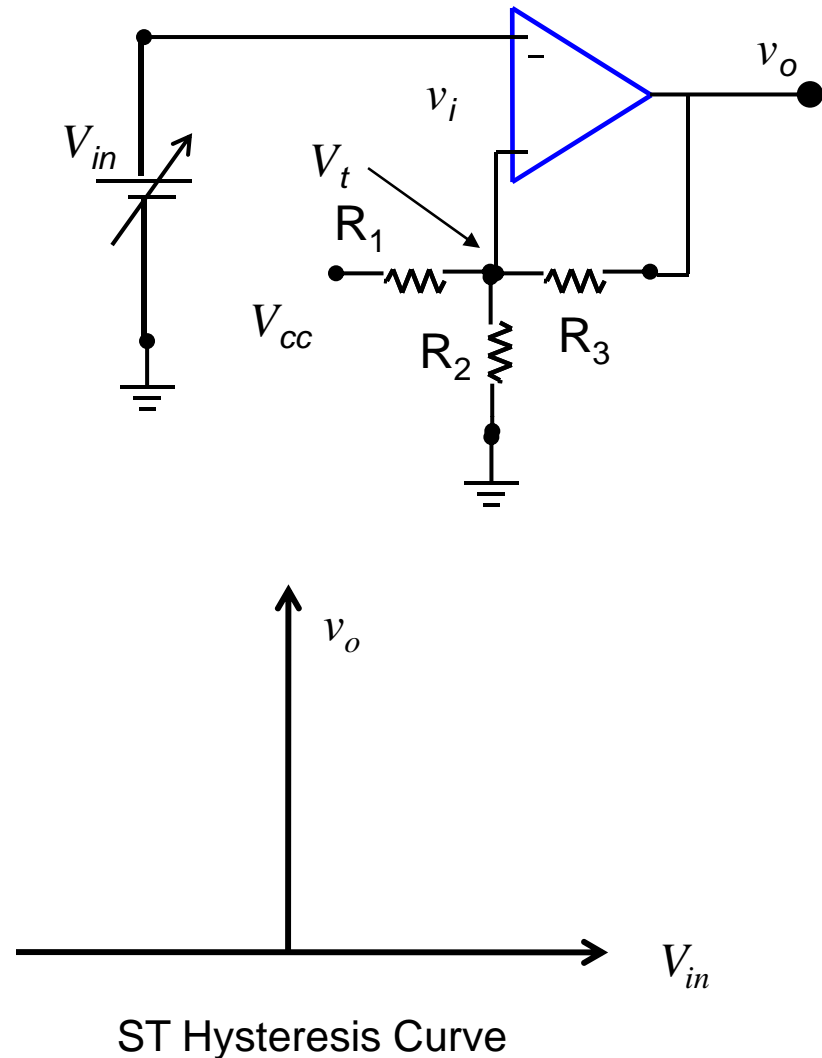 v_o
−
v_i
V_in
V_t
R_1
V_cc
R_2
R_3
v_o
V_in
ST Hysteresis Curve